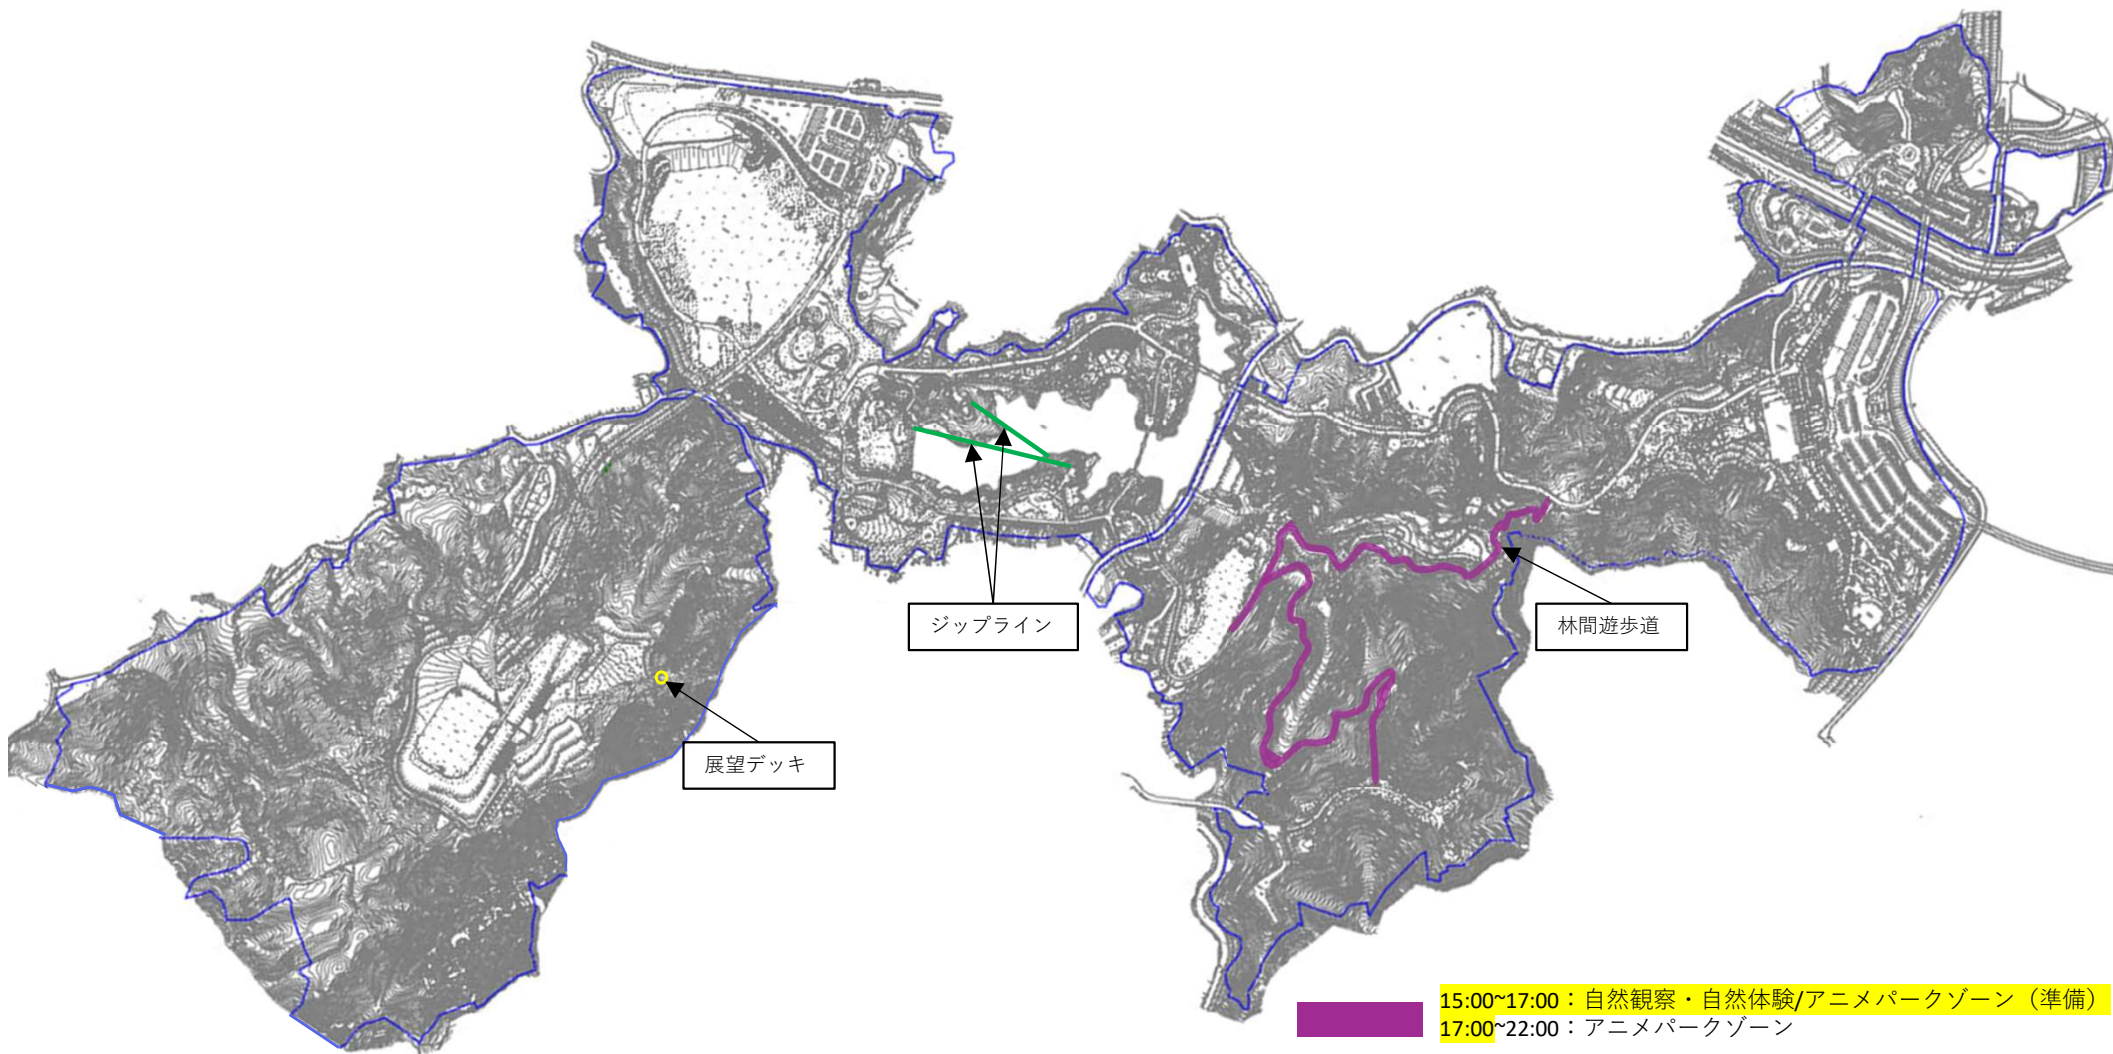 ジップライン
林間遊歩道
展望デッキ
15:00~17:00：自然観察・自然体験/アニメパークゾーン（準備）
17:00~22:00：アニメパークゾーン